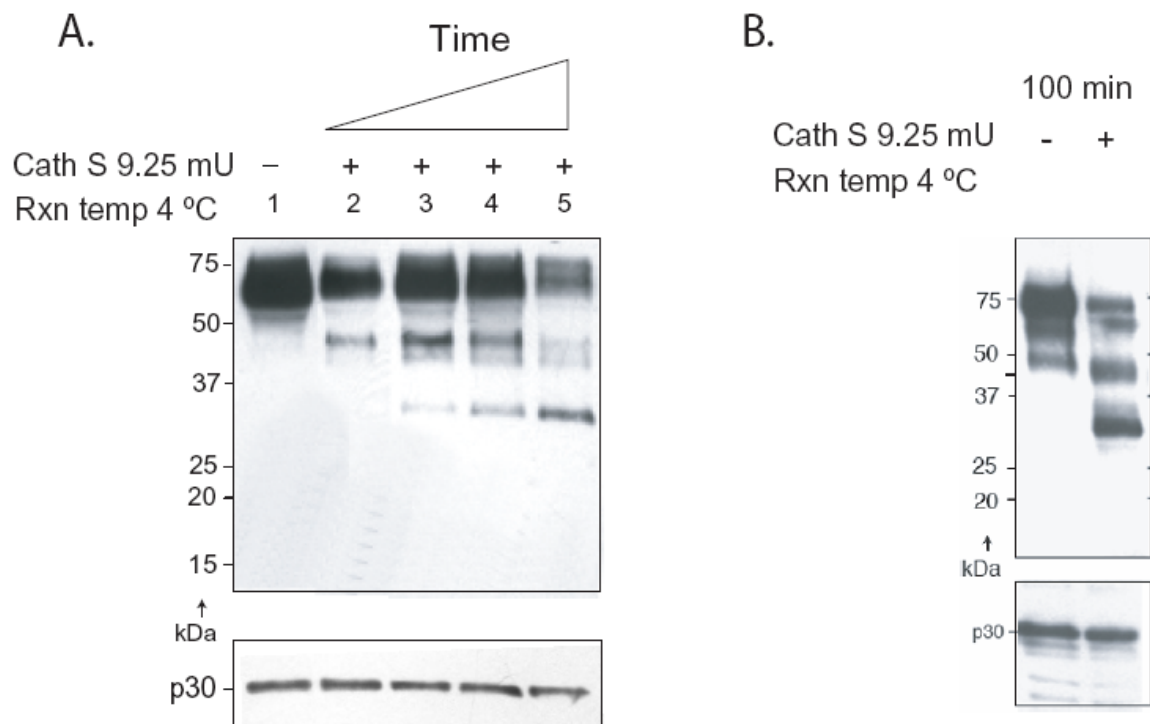 A.
Time
Cath S 9.25 mU – + + + +
Rxn temp 4 ºC 1 2 3 4 5
75
50
37
25
20
15
kDa
p30
B.
100 min
Cath S 9.25 mU - +
Rxn temp 4 ºC
75
50
37
25
20
kDa
p30